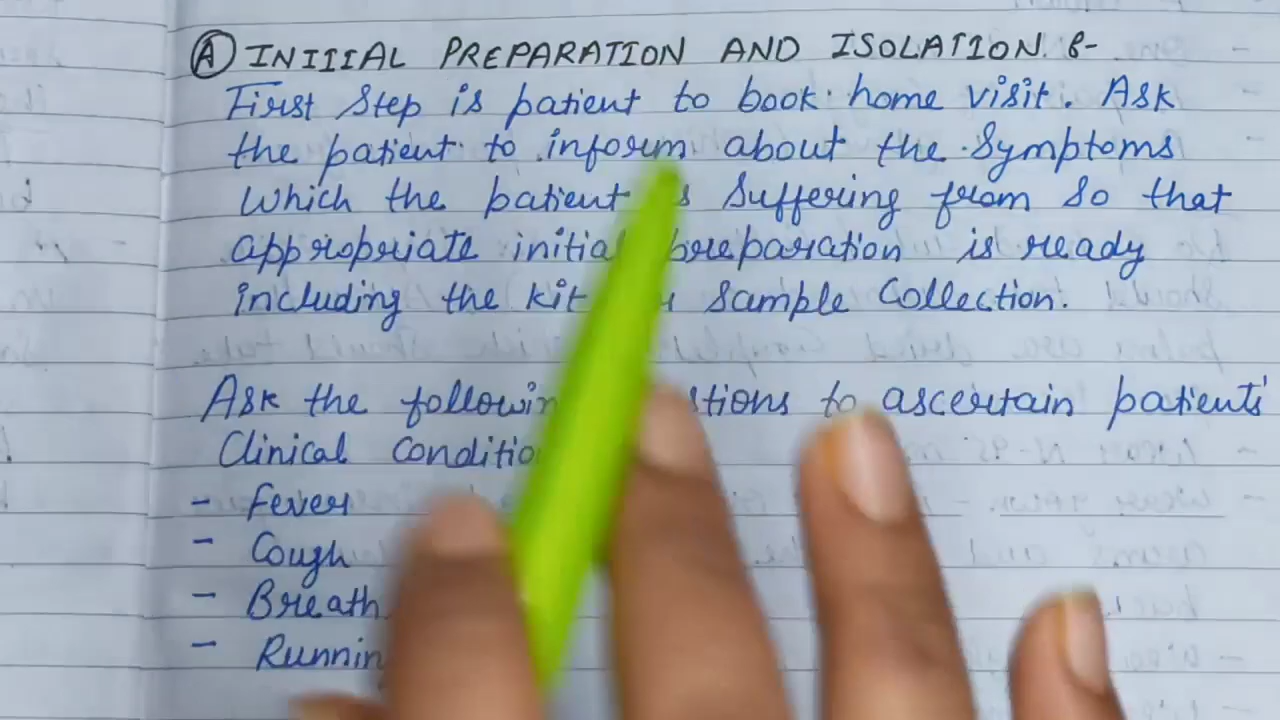 Ⓐ INITIAL PREPARATION AND ISOLATION :-
First Step is patient to book home visit. Ask
the patient to inform about the Symptoms
Which the patient Suffering from So that
appropriate initial preparation is ready
including the kit Sample Collection.
Ask the following to ascertain patients'
Clinical
- Fever
- Cough
- Breath
-